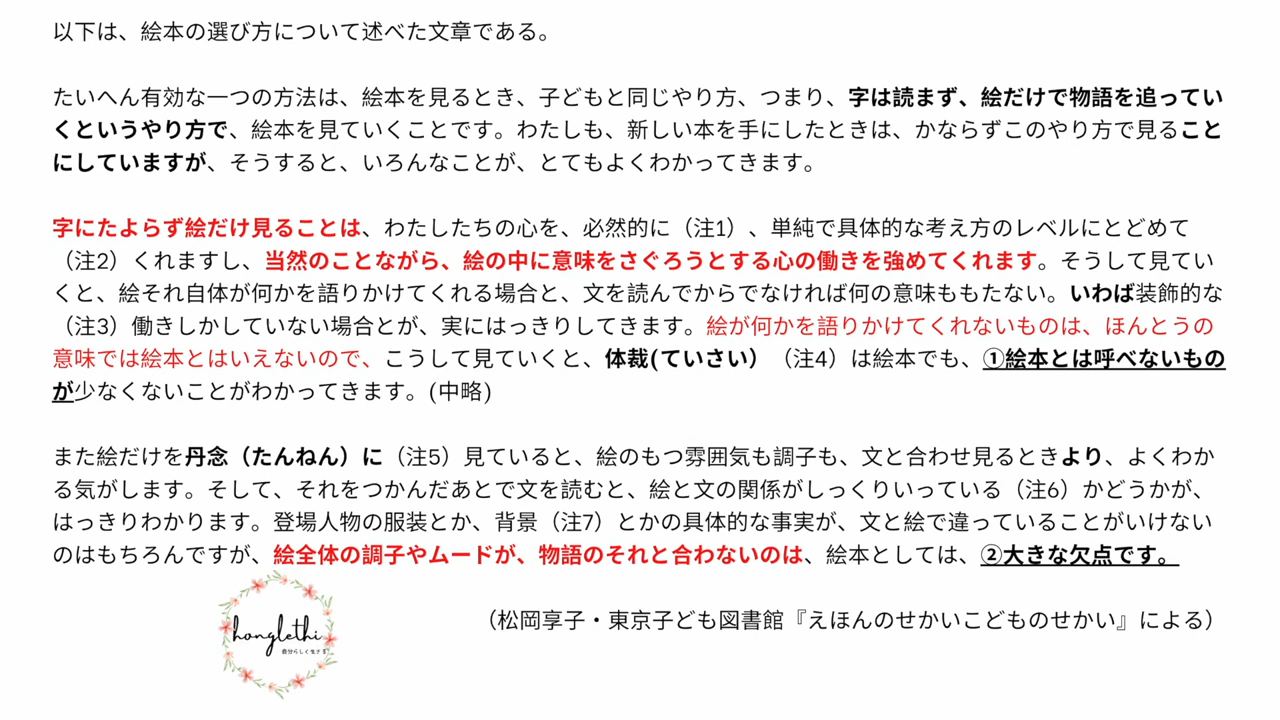 以下は、絵本の選び方について述べた文章である。
たいへん有効な一つの方法は、絵本を見るとき、子どもと同じやり方、つまり、字は読まず、絵だけで物語を追ってい
くというやり方で、絵本を見ていくことです。わたしも、新しい本を手にしたときは、かならずこのやり方で見ること
にしていますが、そうすると、いろんなことが、とてもよくわかってきます。
字にたよらず絵だけ見ることは、わたしたちの心を、必然的に（注1）、単純で具体的な考え方のレベルにとどめて
（注2）くれますし、当然のことながら、絵の中に意味をさぐろうとする心の働きを強めてくれます。そうして見てい
くと、絵それ自体が何かを語りかけてくれる場合と、文を読んでからでなければ何の意味ももたない。いわば装飾的な
（注3）働きしかしていない場合とが、実にはっきりしてきます。絵が何かを語りかけてくれないものは、ほんとうの
意味では絵本とはいえないので、こうして見ていくと、体裁(ていさい）（注4）は絵本でも、①絵本とは呼べないもの
が少なくないことがわかってきます。(中略)
また絵だけを丹念（たんねん）に（注5）見ていると、絵のもつ雰囲気も調子も、文と合わせ見るときより、よくわか
る気がします。そして、それをつかんだあとで文を読むと、絵と文の関係がしっくりいっている（注6）かどうかが、
はっきりわかります。登場人物の服装とか、背景（注7）とかの具体的な事実が、文と絵で違っていることがいけない
のはもちろんですが、絵全体の調子やムードが、物語のそれと合わないのは、絵本としては、②大きな欠点です。
（松岡享子・東京子ども図書館『えほんのせかいこどものせかい』による）
honglethi
自分らしく生きる